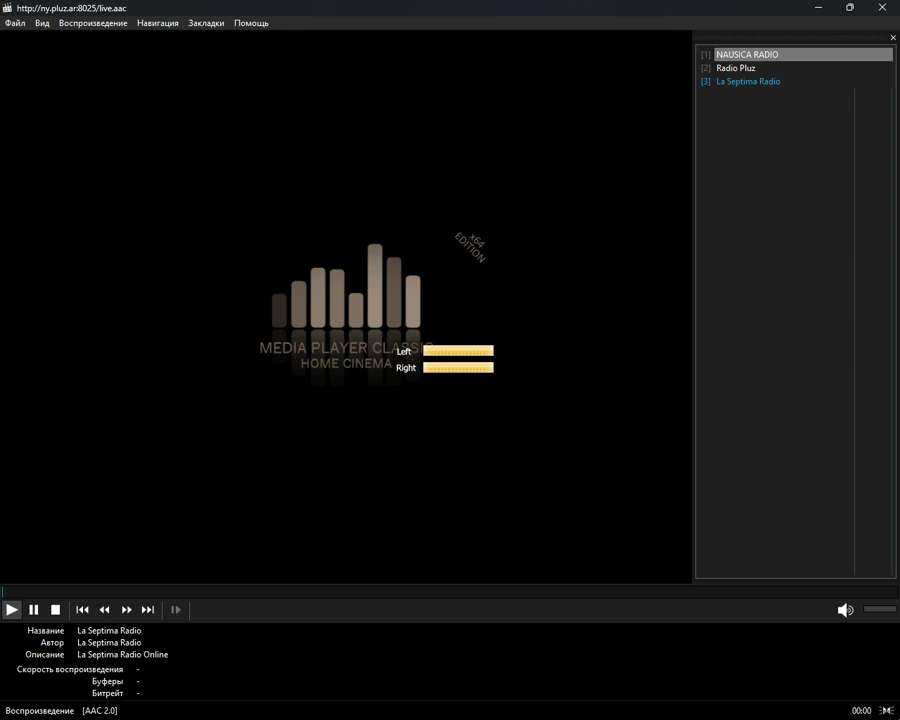 http://ny.pluz.ar:8025/live.aac
Файл Вид Воспроизведение Навигация Закладки Помощь
[1] NAUSICA RADIO
[2] Radio Pluz
[3] La Septima Radio
x64
EDITION
MEDIA PLAYER CLASSIC
HOME CINEMA
Left
Right
Название La Septima Radio
Автор La Septima Radio
Описание La Septima Radio Online
Скорость воспроизведения -
Буферы -
Битрейт -
Воспроизведение [AAC 2.0] 00:00